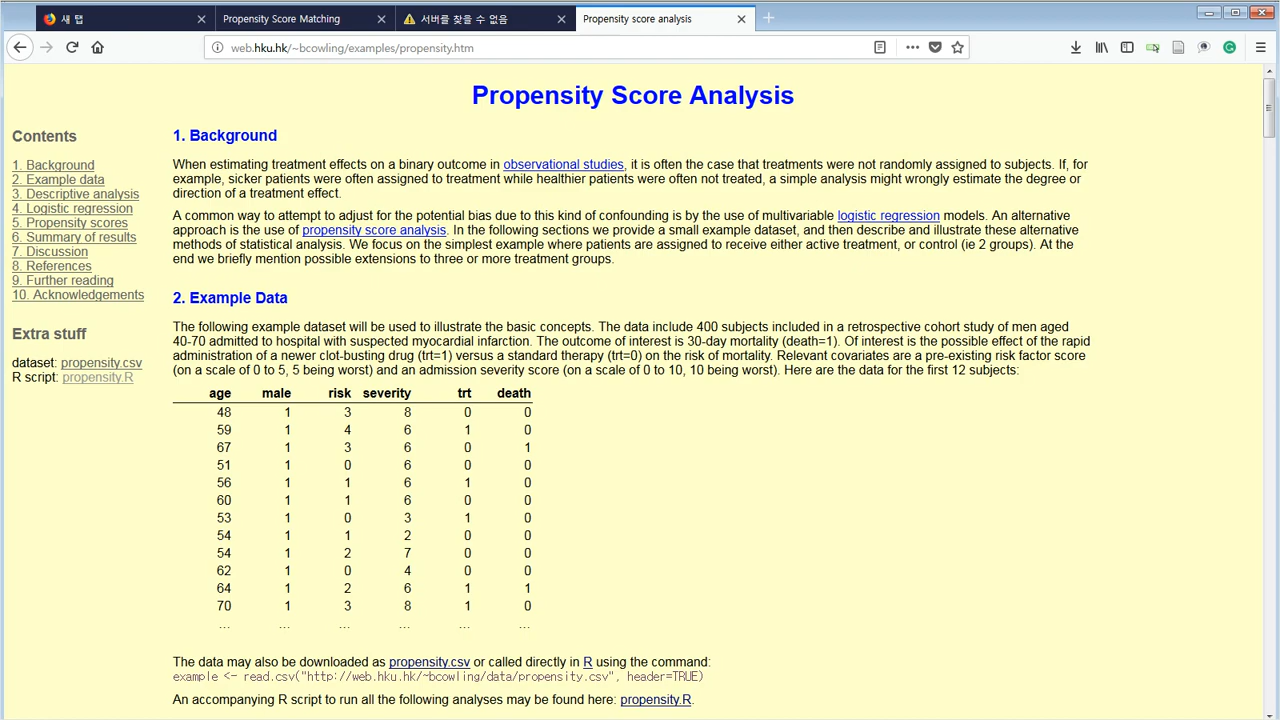 새 탭
Propensity Score Matching
서버를 찾을 수 없음
Propensity score analysis
web.hku.hk/~bcowling/examples/propensity.htm
Propensity Score Analysis
Contents
1. Background
2. Example data
3. Descriptive analysis
4. Logistic regression
5. Propensity scores
6. Summary of results
7. Discussion
8. References
9. Further reading
10. Acknowledgements
Extra stuff
dataset: propensity.csv
R script: propensity.R
1. Background
When estimating treatment effects on a binary outcome in observational studies, it is often the case that treatments were not randomly assigned to subjects. If, for
example, sicker patients were often assigned to treatment while healthier patients were often not treated, a simple analysis might wrongly estimate the degree or
direction of a treatment effect.
A common way to attempt to adjust for the potential bias due to this kind of confounding is by the use of multivariable logistic regression models. An alternative
approach is the use of propensity score analysis. In the following sections we provide a small example dataset, and then describe and illustrate these alternative
methods of statistical analysis. We focus on the simplest example where patients are assigned to receive either active treatment, or control (ie 2 groups). At the
end we briefly mention possible extensions to three or more treatment groups.
2. Example Data
The following example dataset will be used to illustrate the basic concepts. The data include 400 subjects included in a retrospective cohort study of men aged
40-70 admitted to hospital with suspected myocardial infarction. The outcome of interest is 30-day mortality (death=1). Of interest is the possible effect of the rapid
administration of a newer clot-busting drug (trt=1) versus a standard therapy (trt=0) on the risk of mortality. Relevant covariates are a pre-existing risk factor score
(on a scale of 0 to 5, 5 being worst) and an admission severity score (on a scale of 0 to 10, 10 being worst). Here are the data for the first 12 subjects:
age male risk severity trt death
48 1 3 8 0 0
59 1 4 6 1 0
67 1 3 6 0 1
51 1 0 6 0 0
56 1 1 6 1 0
60 1 1 6 0 0
53 1 0 3 1 0
54 1 1 2 0 0
54 1 2 7 0 0
62 1 0 4 0 0
64 1 2 6 1 1
70 1 3 8 1 0
... ... ... ... ... ...
The data may also be downloaded as propensity.csv or called directly in R using the command:
example <- read.csv("http://web.hku.hk/~bcowling/data/propensity.csv", header=TRUE)
An accompanying R script to run all the following analyses may be found here: propensity.R.